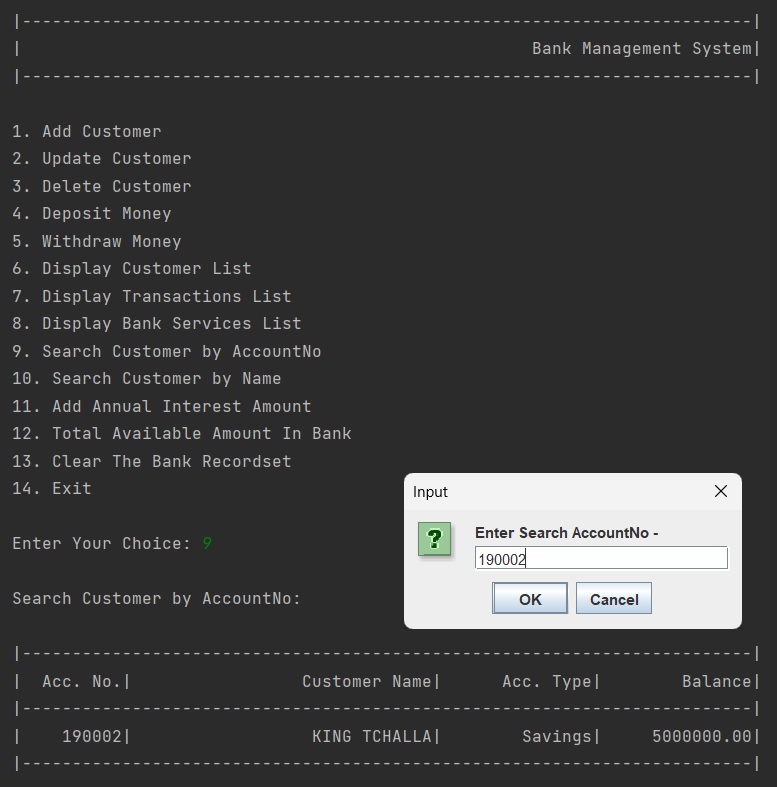 |-------------------------------------------------------------------------|
| Bank Management System|
|-------------------------------------------------------------------------|
1. Add Customer
2. Update Customer
3. Delete Customer
4. Deposit Money
5. Withdraw Money
6. Display Customer List
7. Display Transactions List
8. Display Bank Services List
9. Search Customer by AccountNo
10. Search Customer by Name
11. Add Annual Interest Amount
12. Total Available Amount In Bank
13. Clear The Bank Recordset
14. Exit
Enter Your Choice: 9
Search Customer by AccountNo:
Input
Enter Search AccountNo -
190002
OK Cancel
|-------------------------------------------------------------------------|
| Acc. No.| Customer Name| Acc. Type| Balance|
|-------------------------------------------------------------------------|
| 190002| KING TCHALLA| Savings| 5000000.00|
|-------------------------------------------------------------------------|